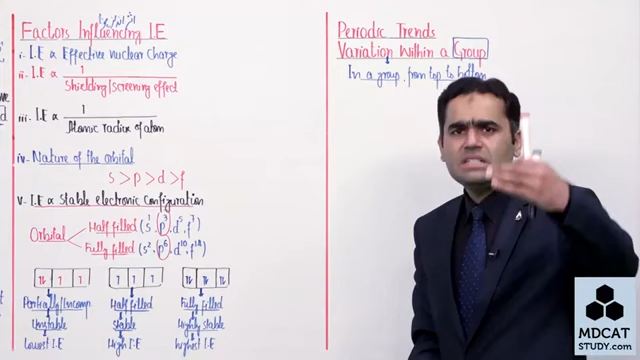 Factors Influencing I.E
i- I.E ∝ Effective nuclear charge
ii- I.E ∝ 1
Shielding/screening effect
iii- I.E ∝ 1
Atomic radius of atom
iv- Nature of the orbital
s > p > d > f
v- I.E ∝ Stable electronic configuration
Orbital
Half filled (s¹ p³ d⁵ f⁷)
Fully filled (s² p⁶ d¹⁰ f¹⁴)
⇅ ↑ ↑
↑ ↑ ↑
⇅ ⇅ ⇅
Partially/Incomp.
Half filled
Fully filled
Unstable
Stable
Highly stable
Lowest I.E
High I.E
highest I.E
Periodic Trends
Variation Within a Group
In a group, from top to bottom
MDCAT
STUDY.com